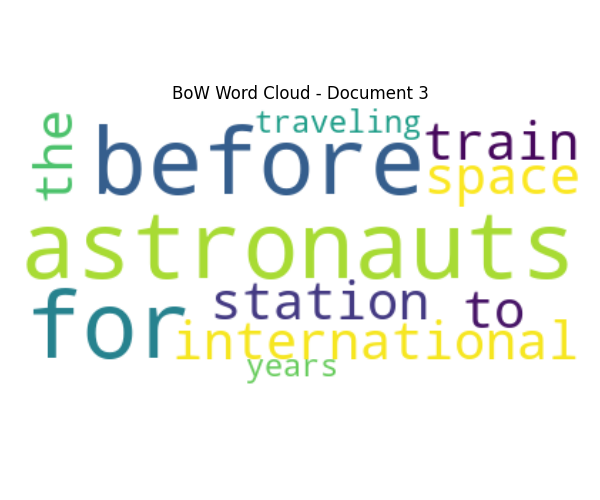 BoW Word Cloud - Document 3
the
traveling
before
train
space
astronauts
station
to
for
international
years